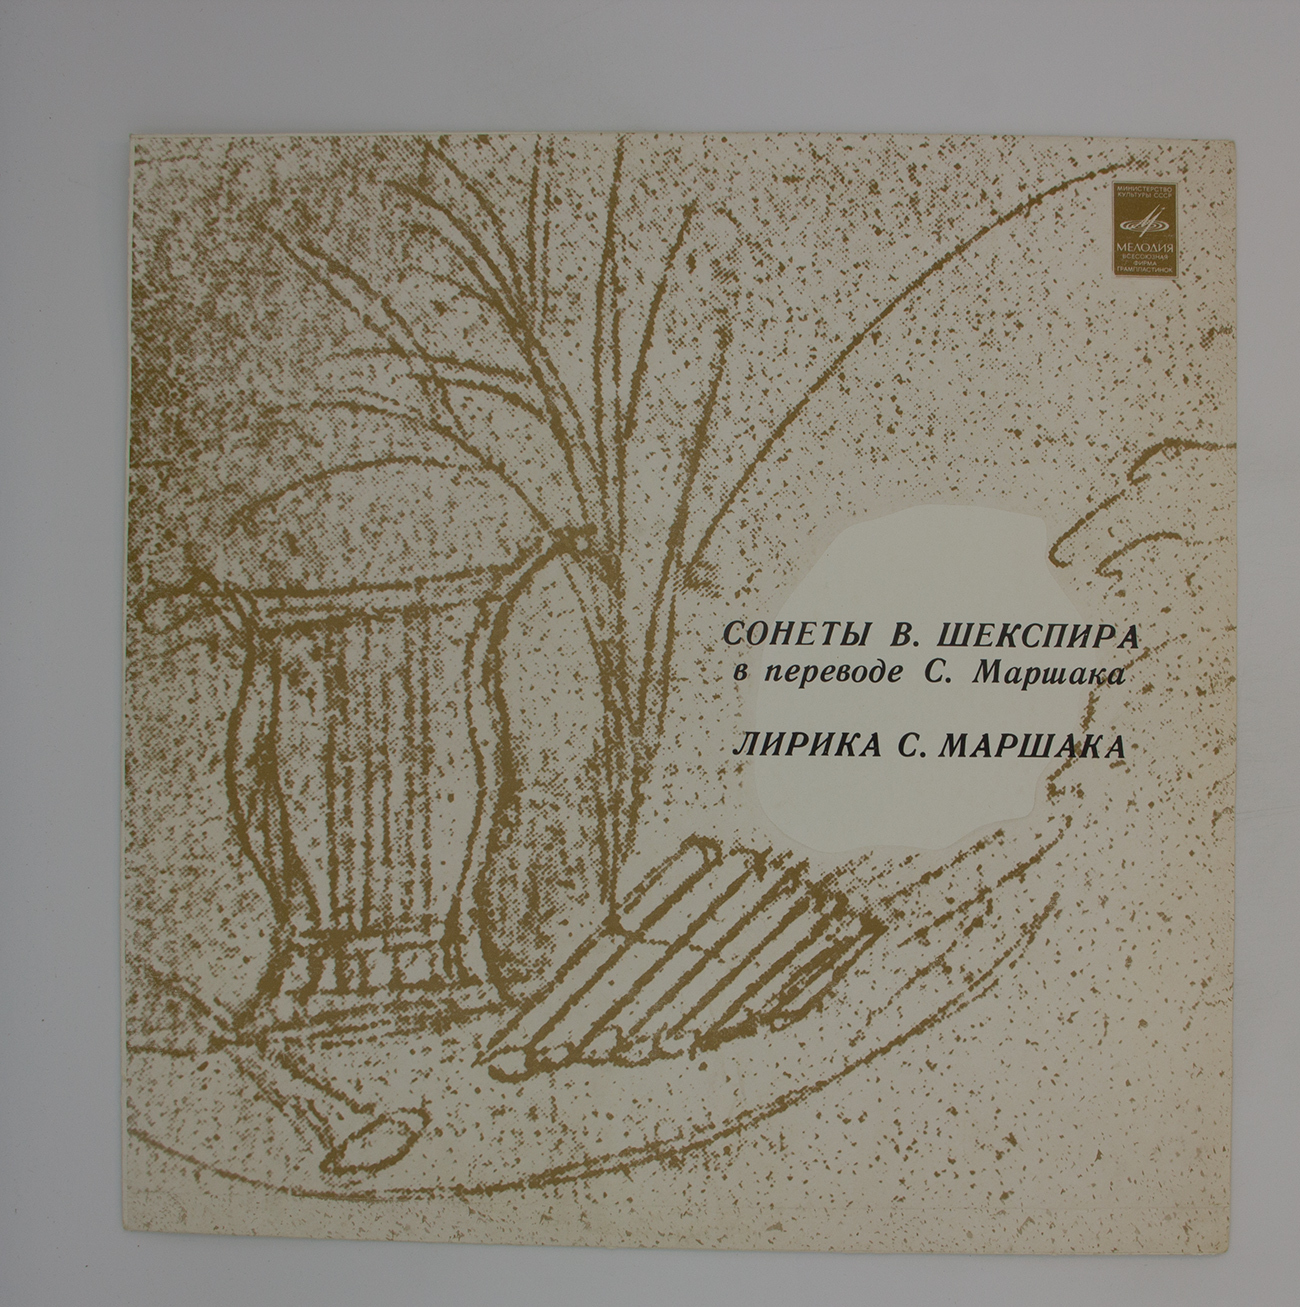 МИНИСТЕРСТВО
КУЛЬТУРЫ СССР
МЕЛОДИЯ
ВСЕСОЮЗНАЯ
ФИРМА
ГРАМПЛАСТИНОК
СОНЕТЫ В. ШЕКСПИРА
в переводе С. Маршака
ЛИРИКА С. МАРШАКА